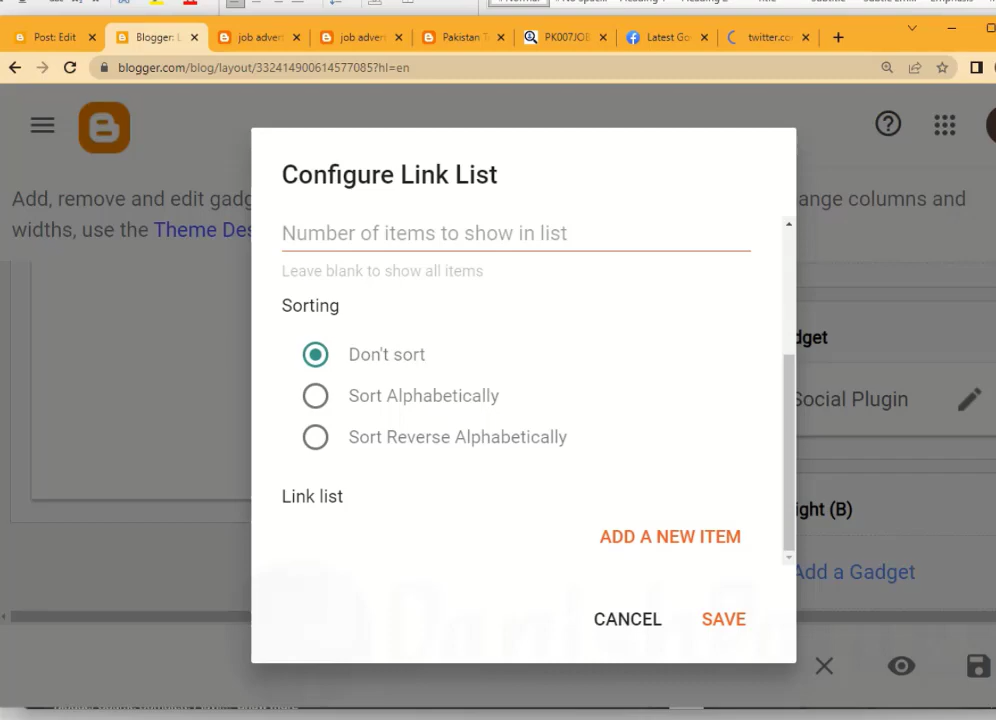 Post: Edit
Blogger: L
job adver
job adver
Pakistan T
PK007JOB
Latest Go
twitter.co
blogger.com/blog/layout/3324149006145770​85?hl=en
Add, remove and edit gadg
ange columns and
widths, use the Theme Des
Configure Link List
Number of items to show in list
Leave blank to show all items
Sorting
Don't sort
Sort Alphabetically
Sort Reverse Alphabetically
Link list
ADD A NEW ITEM
CANCEL
SAVE
dget
Social Plugin
ight (B)
Add a Gadget